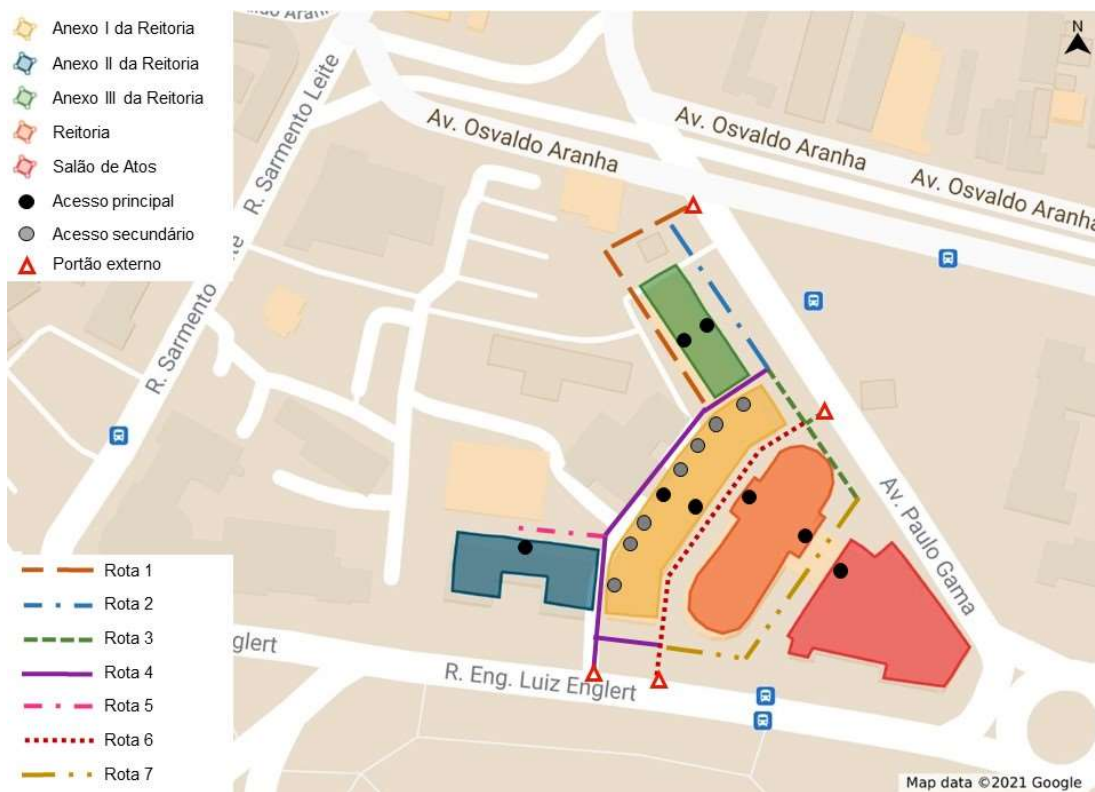 Anexo I da Reitoria
Anexo II da Reitoria
Anexo III da Reitoria
Reitoria
Salão de Atos
Acesso principal
Acesso secundário
Portão externo
N
do Aranha
R. Sarmento Leite
Av. Osvaldo Aranha
Av. Osvaldo Aranha
Av. Osvaldo Aranha
R. Sarmento Leite
Av. Paulo Gama
Rota 1
Rota 2
Rota 3
Rota 4
Rota 5
Rota 6
Rota 7
glert
R. Eng. Luiz Englert
Map data ©2021 Google